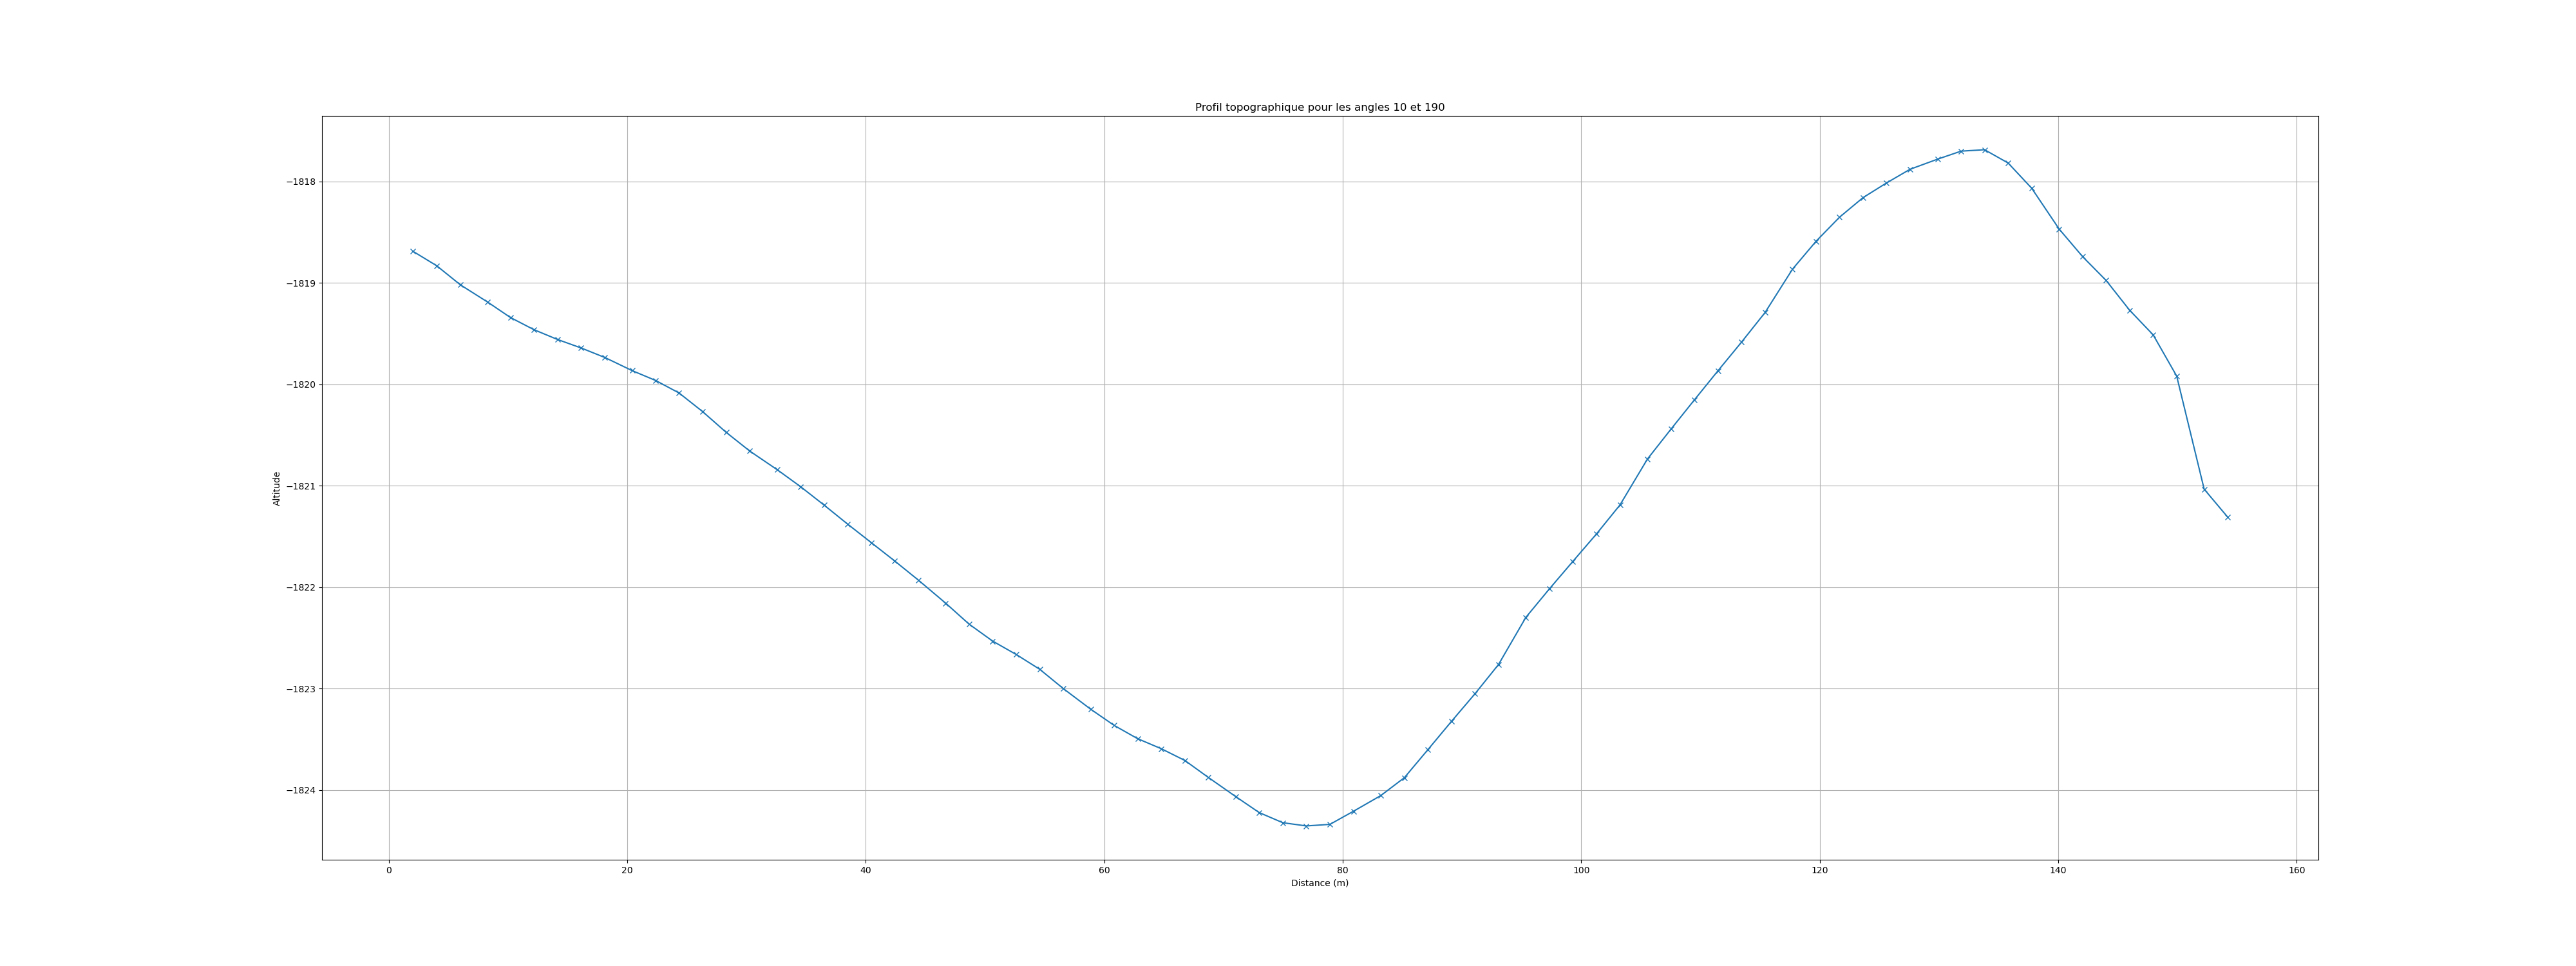 Profil topographique pour les angles 10 et 190
Altitude
−1818
−1819
−1820
−1821
−1822
−1823
−1824
0 20 40 60 80 100 120 140 160
Distance (m)